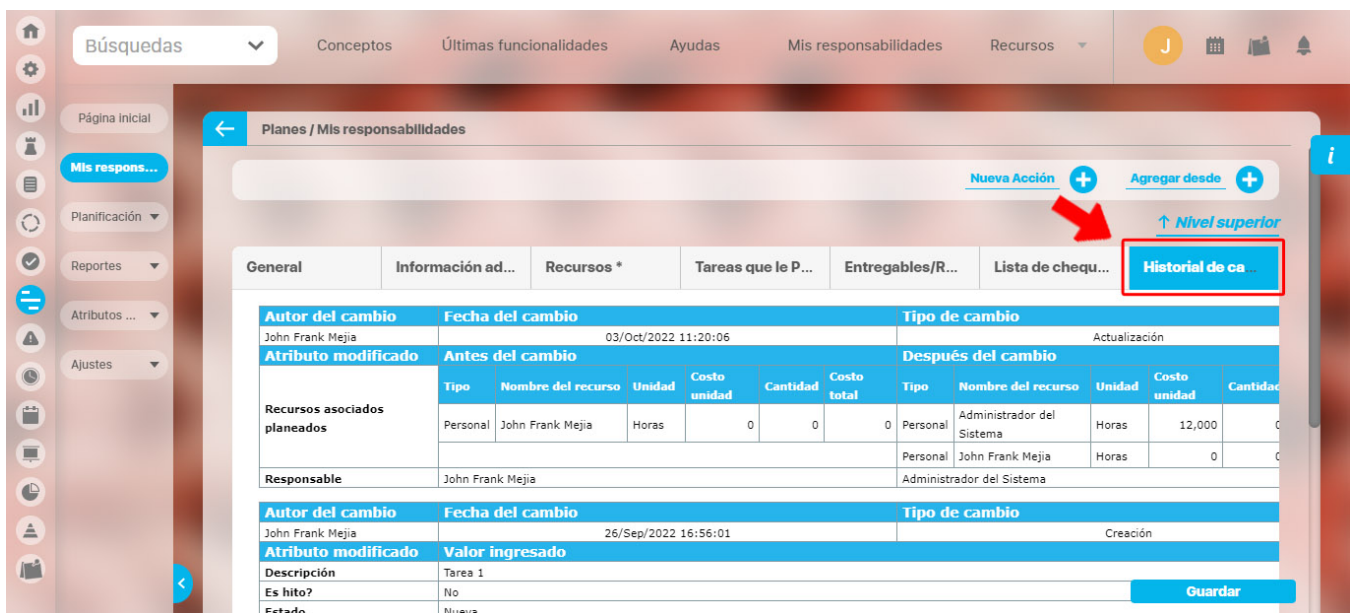 Búsquedas
Conceptos
Últimas funcionalidades
Ayudas
Mis responsabilidades
Recursos
J
Página inicial
Mis respons...
Planificación
Reportes
Atributos ...
Ajustes
Planes / Mis responsabilidades
i
Nueva Acción
Agregar desde
↑ Nivel superior
General
Información ad...
Recursos *
Tareas que le P...
Entregables/R...
Lista de chequ...
Historial de ca...
Autor del cambio Fecha del cambio Tipo de cambio
John Frank Mejia 03/Oct/2022 11:20:06 Actualización
Atributo modificado Antes del cambio Después del cambio
Tipo Nombre del recurso Unidad Costo unidad Cantidad Costo total Tipo Nombre del recurso Unidad Costo unidad Cantidad
Recursos asociados planeados
Personal John Frank Mejia Horas 0 0 0 Personal Administrador del Sistema Horas 12,000 0
Personal John Frank Mejia Horas 0 0
Responsable John Frank Mejia Administrador del Sistema
Autor del cambio Fecha del cambio Tipo de cambio
John Frank Mejia 26/Sep/2022 16:56:01 Creación
Atributo modificado Valor ingresado
Descripción Tarea 1
Es hito? No
Estado Nueva
Guardar